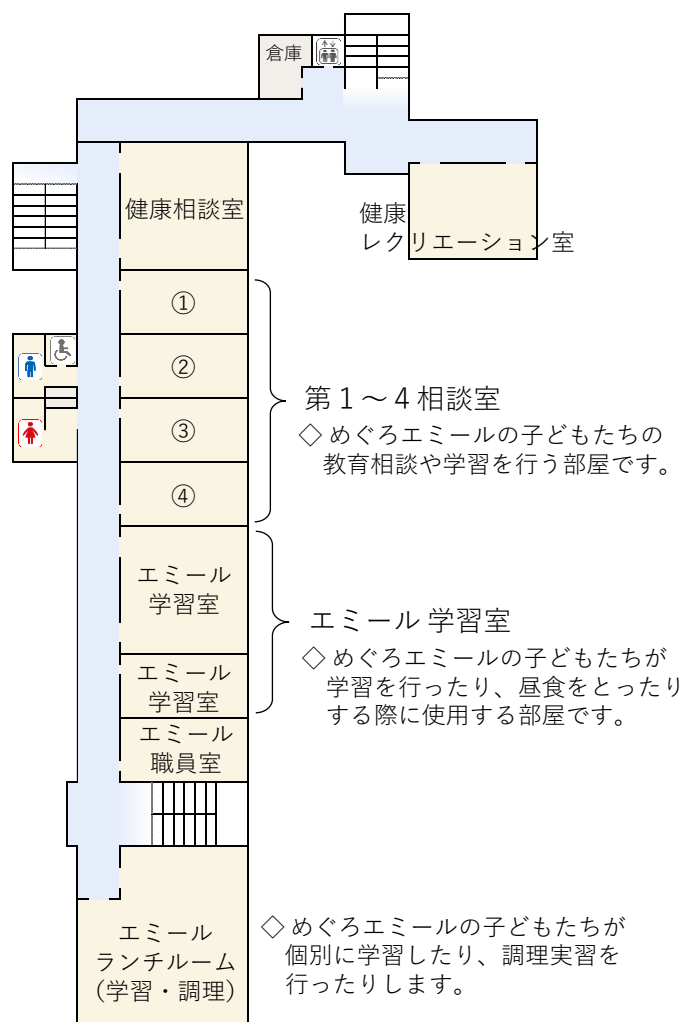 倉庫
健康相談室
健康
レクリエーション室
①
②
③
④
第1～4相談室
◇ めぐろエミールの子どもたちの
教育相談や学習を行う部屋です。
エミール
学習室
エミール
学習室
エミール 学習室
◇ めぐろエミールの子どもたちが
学習を行ったり、昼食をとったり
する際に使用する部屋です。
エミール
職員室
エミール
ランチルーム
(学習・調理)
◇ めぐろエミールの子どもたちが
個別に学習したり、調理実習を
行ったりします。